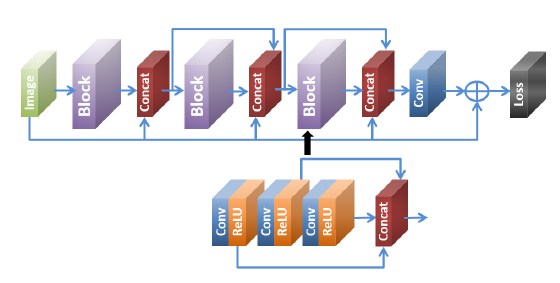 Image
Block
Concat
Block
Concat
Block
Concat
Conv
Loss
Conv
ReLU
Conv
ReLU
Conv
ReLU
Concat